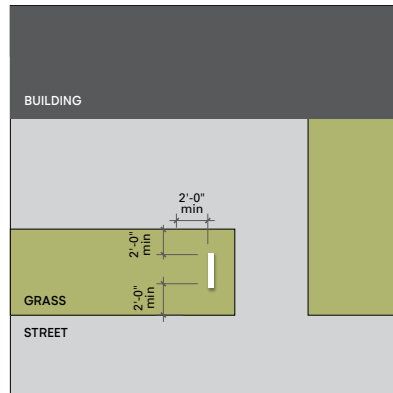 BUILDING
2'-0"
min
2'-0"
min
2'-0"
min
GRASS
STREET